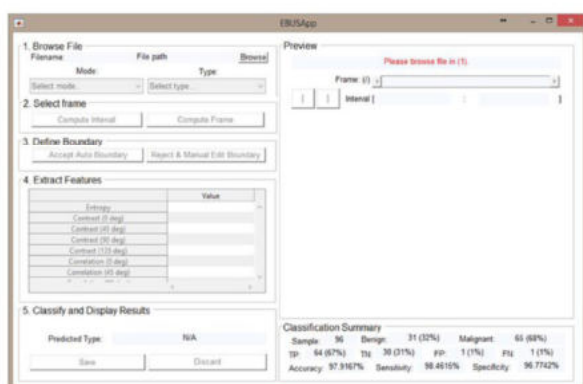 EBUSApp
1. Browse File
Filename: File path Browse
Mode: Type:
Select mode.. Select type...
2. Select frame
Compute Interval Compute Frame
3. Define Boundary
Accept Auto Boundary Reject & Manual Edit Boundary
4. Extract Features
Value
Entropy
Contrast (0 deg)
Contrast (45 deg)
Contrast (90 deg)
Contrast (135 deg)
Correlation (0 deg)
Correlation (45 deg)
5. Classify and Display Results
Predicted Type: N/A
Save Discard
Preview
Please browse file in (1).
Frame: (/)
[ ] Interval [ : ]
Classification Summary
Sample: 96 Benign: 31 (32%) Malignant: 65 (68%)
TP: 64 (67%) TN: 30 (31%) FP: 1 (1%) FN: 1 (1%)
Accuracy: 97.9167% Sensitivity: 98.4615% Specificity: 96.7742%